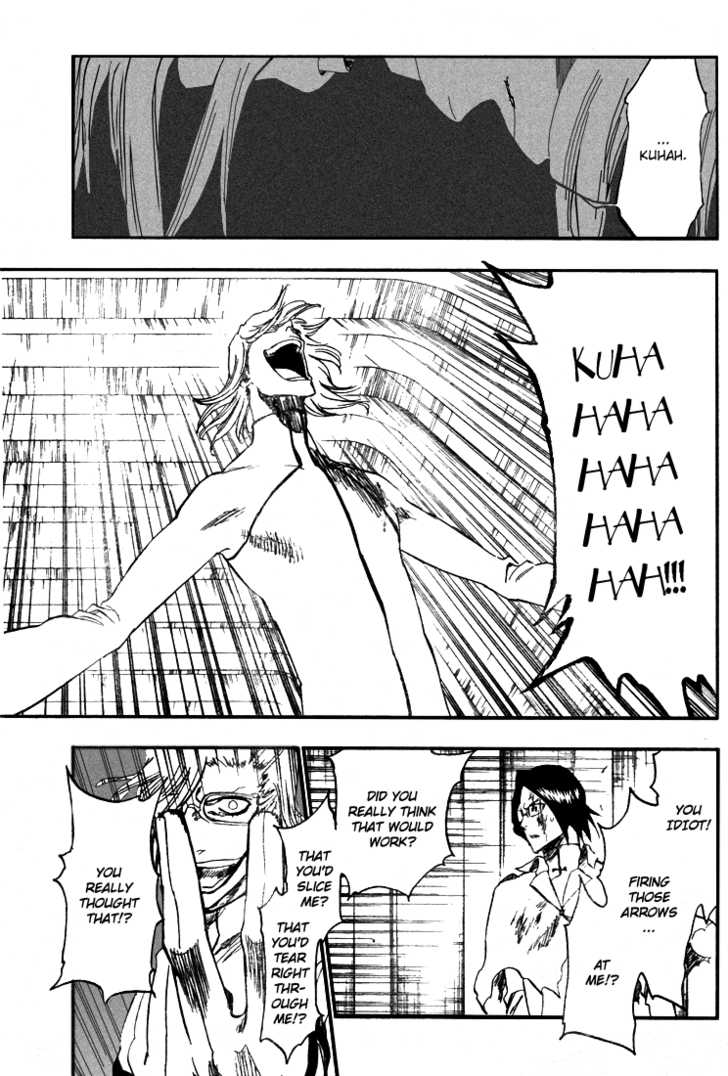 ...
KUHAH.
KUHA
HAHA
HAHA
HAHA
HAH!!!
YOU
IDIOT!
FIRING
THOSE
ARROWS
...
AT
ME!?
DID YOU
REALLY THINK
THAT WOULD
WORK?
THAT
YOU'D
SLICE
ME?
THAT
YOU'D
TEAR
RIGHT
THR-
OUGH
ME!?
YOU
REALLY
THOUGHT
THAT!?